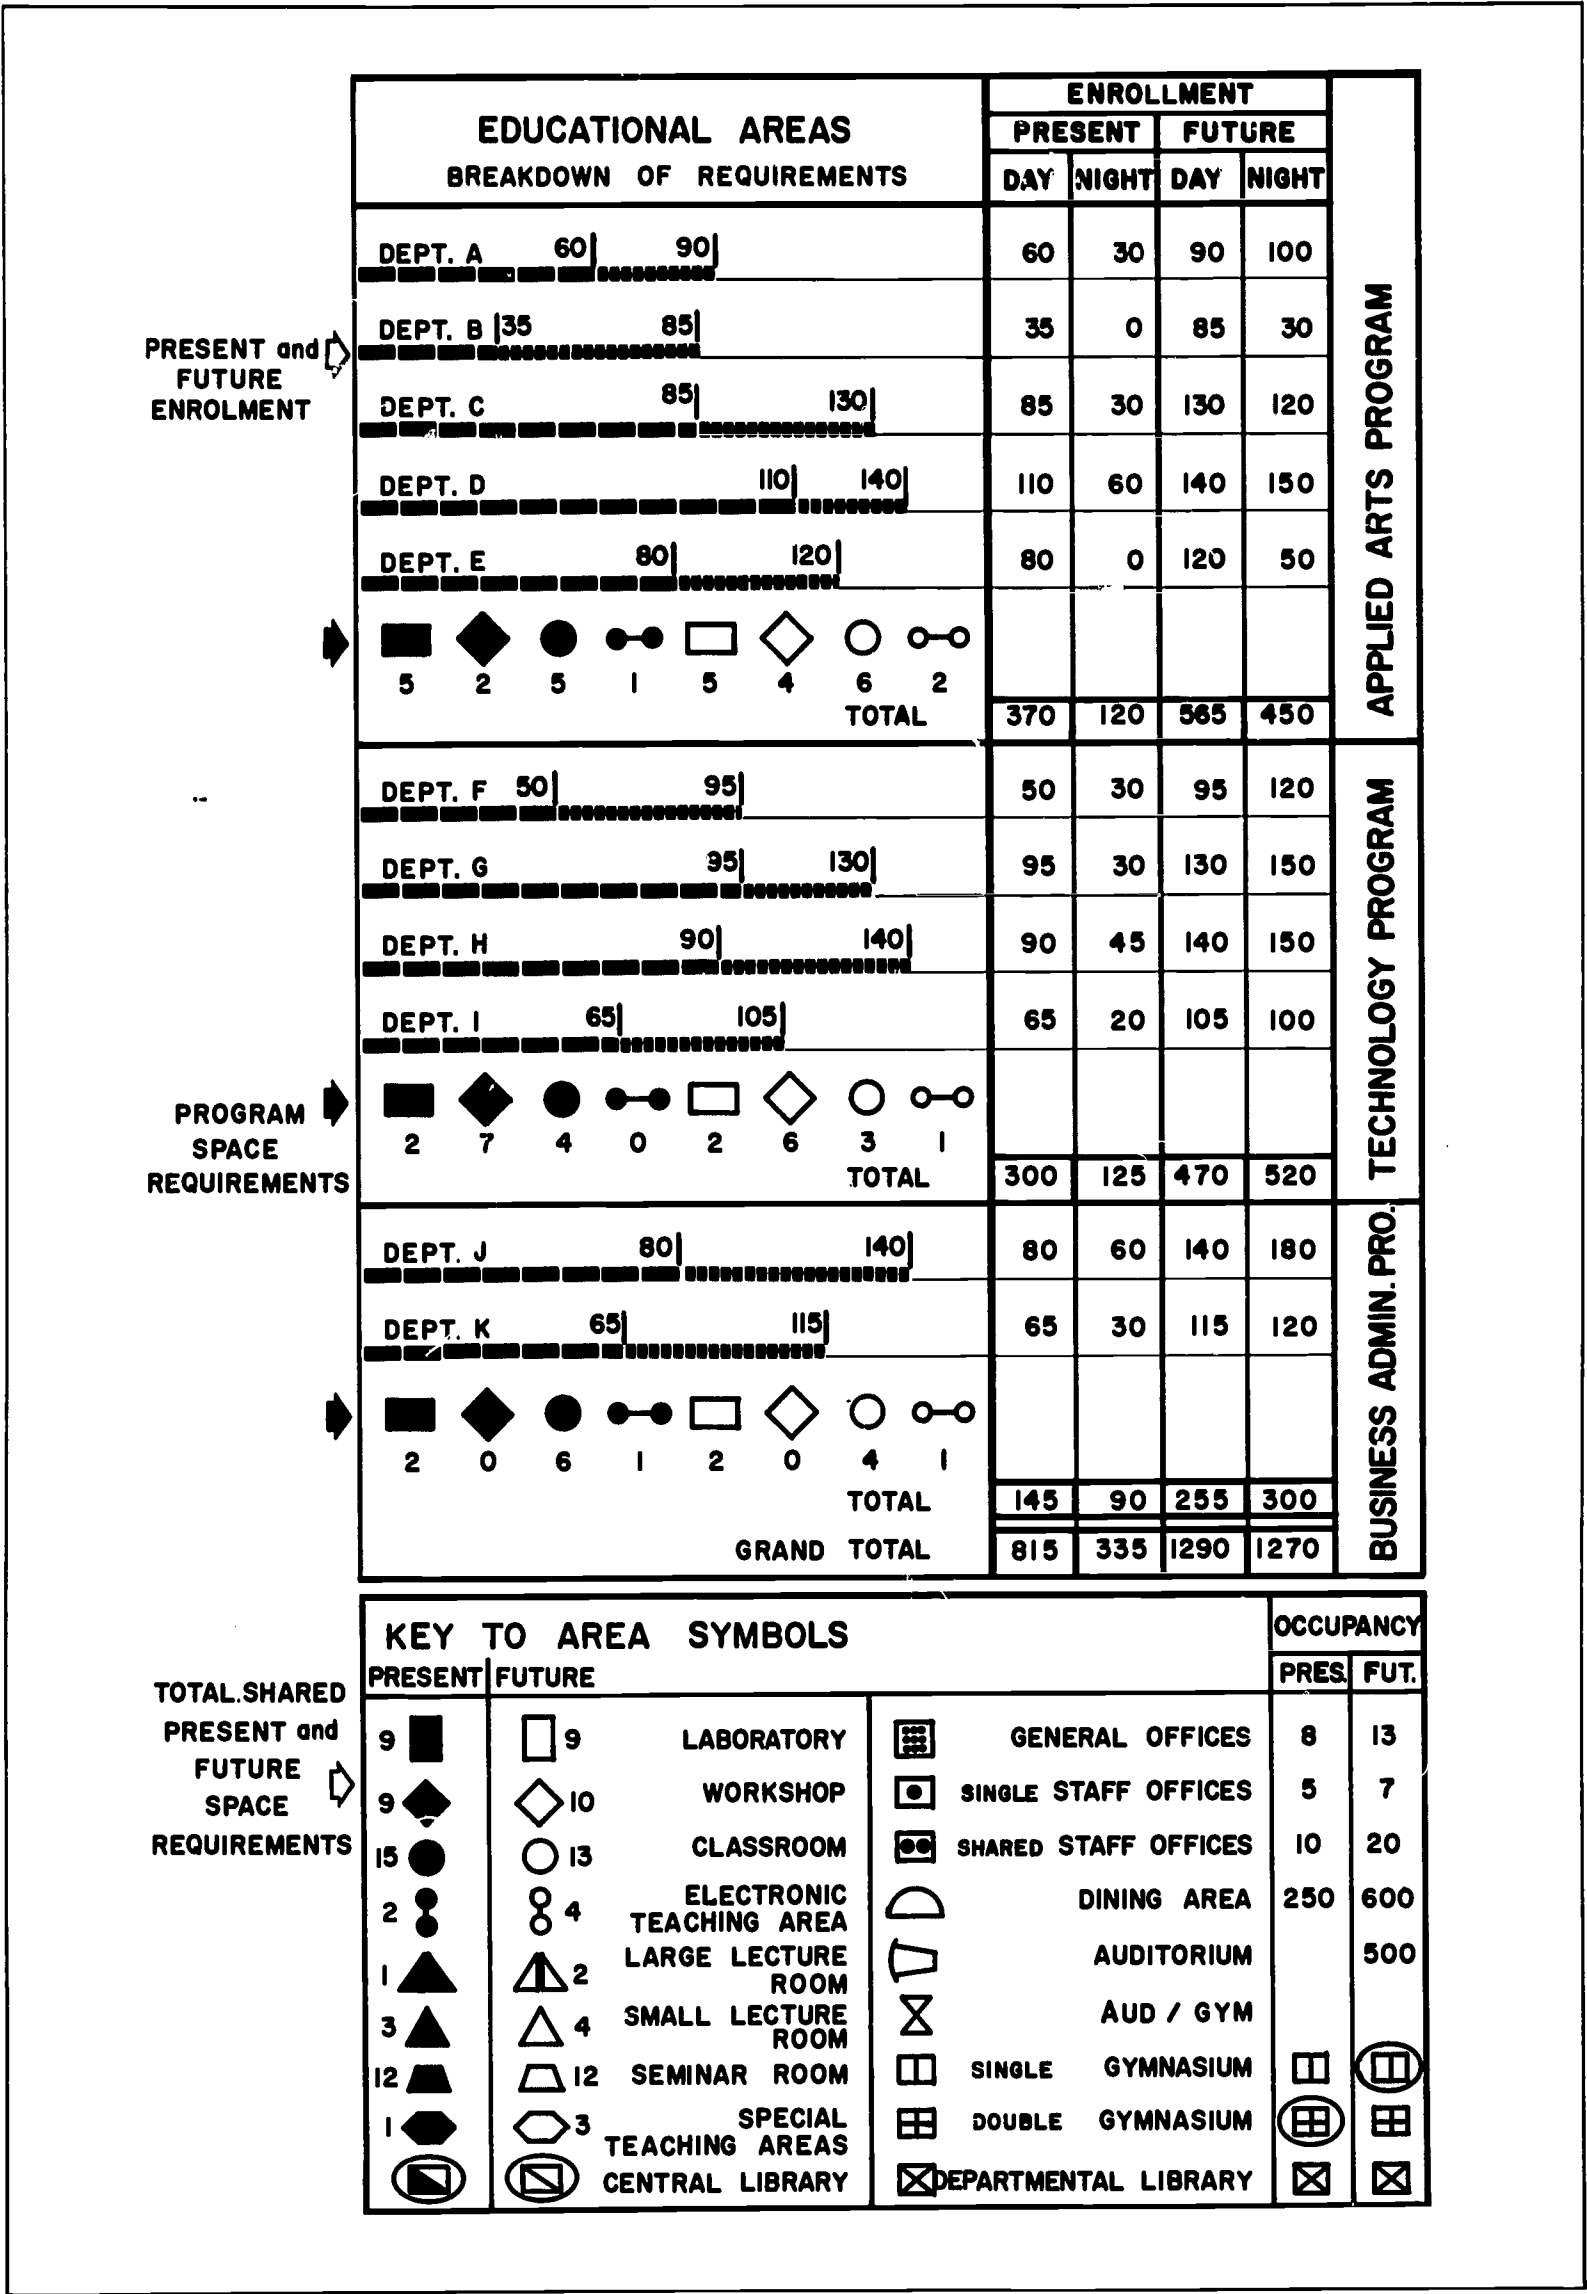 EDUCATIONAL AREAS
BREAKDOWN OF REQUIREMENTS
ENROLLMENT
PRESENT FUTURE
DAY NIGHT DAY NIGHT
DEPT. A 60 90 60 30 90 100
DEPT. B 35 85 35 0 85 30
DEPT. C 85 130 85 30 130 120
DEPT. D 110 140 110 60 140 150
DEPT. E 80 120 80 0 120 50
5 2 5 1 5 4 6 2
TOTAL 370 120 565 450
APPLIED ARTS PROGRAM
PRESENT and
FUTURE
ENROLMENT
DEPT. F 50 95 50 30 95 120
DEPT. G 95 130 95 30 130 150
DEPT. H 90 140 90 45 140 150
DEPT. I 65 105 65 20 105 100
2 7 4 0 2 6 3 1
TOTAL 300 125 470 520
TECHNOLOGY PROGRAM
PROGRAM
SPACE
REQUIREMENTS
DEPT. J 80 140 80 60 140 180
DEPT. K 65 115 65 30 115 120
2 0 6 1 2 0 4 1
TOTAL 145 90 255 300
GRAND TOTAL 815 335 1290 1270
BUSINESS ADMIN. PRO.
KEY TO AREA SYMBOLS
PRESENT FUTURE
OCCUPANCY
PRES. FUT.
TOTAL.SHARED
PRESENT and
FUTURE
SPACE
REQUIREMENTS
9 9 LABORATORY
9 10 WORKSHOP
15 13 CLASSROOM
2 4 ELECTRONIC
TEACHING AREA
1 2 LARGE LECTURE
ROOM
3 4 SMALL LECTURE
ROOM
12 12 SEMINAR ROOM
1 3 SPECIAL
TEACHING AREAS
CENTRAL LIBRARY
GENERAL OFFICES 8 13
SINGLE STAFF OFFICES 5 7
SHARED STAFF OFFICES 10 20
DINING AREA 250 600
AUDITORIUM 500
AUD / GYM
SINGLE GYMNASIUM
DOUBLE GYMNASIUM
DEPARTMENTAL LIBRARY